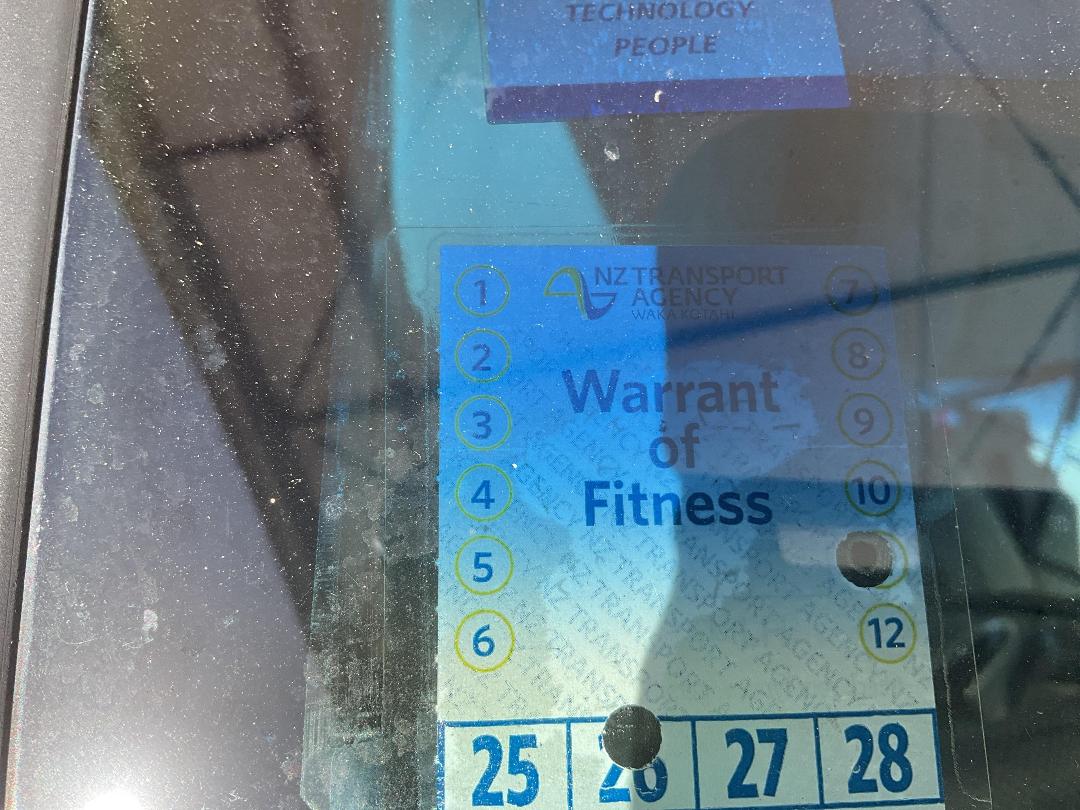 TECHNOLOGY
PEOPLE
1
NZ TRANSPORT
AGENCY
WAKA KOTAHI
7
2
8
Warrant
3
9
of
4
Fitness
10
5
6
12
25 26 27 28